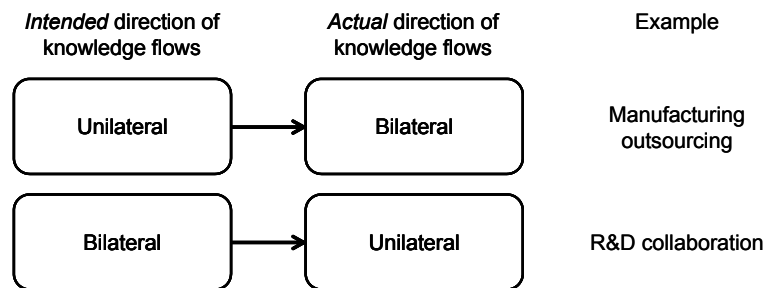 Intended direction of
knowledge flows
Actual direction of
knowledge flows
Example
Unilateral
Bilateral
Manufacturing
outsourcing
Bilateral
Unilateral
R&D collaboration